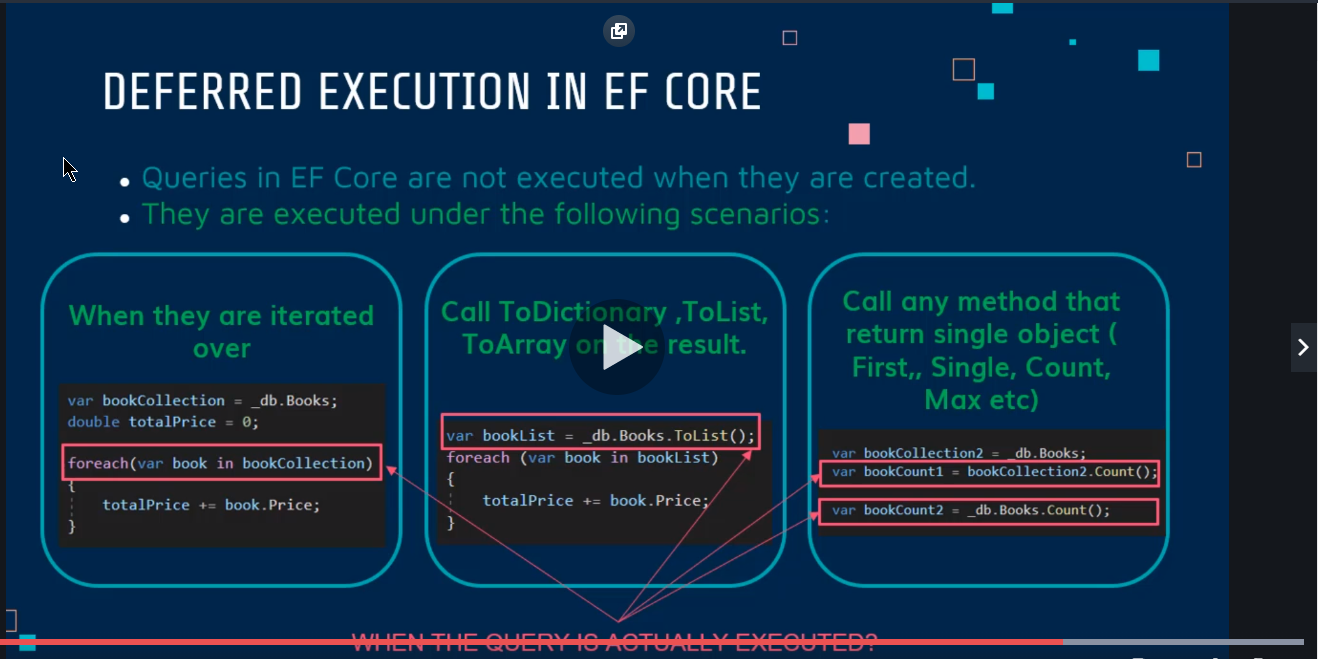 DEFERRED EXECUTION IN EF CORE
• Queries in EF Core are not executed when they are created.
• They are executed under the following scenarios:
When they are iterated
over
var bookCollection = _db.Books;
double totalPrice = 0;
foreach(var book in bookCollection)
{
totalPrice += book.Price;
}
Call ToDictionary ,ToList,
ToArray on the result.
var bookList = _db.Books.ToList();
foreach (var book in bookList)
{
totalPrice += book.Price;
}
Call any method that
return single object (
First,, Single, Count,
Max etc)
var bookCollection2 = _db.Books;
var bookCount1 = bookCollection2.Count();
var bookCount2 = _db.Books.Count();
WHEN THE QUERY IS ACTUALLY EXECUTED?